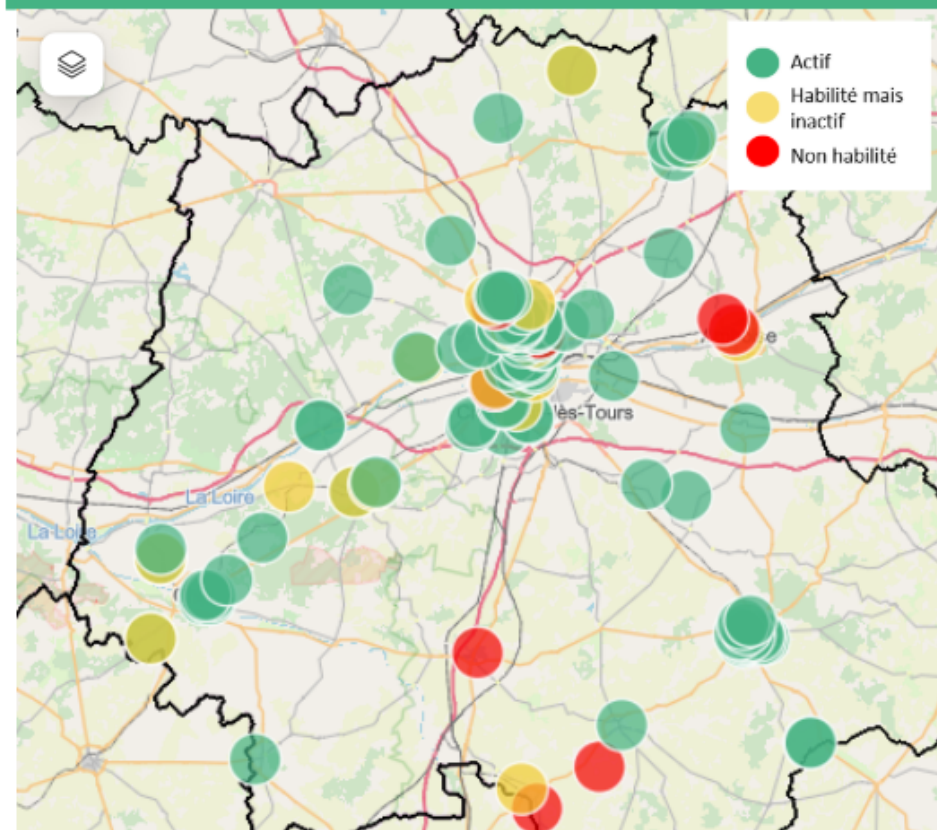 Actif
Habilité mais
inactif
Non habilité
lès-Tours
La Loire
La Loire